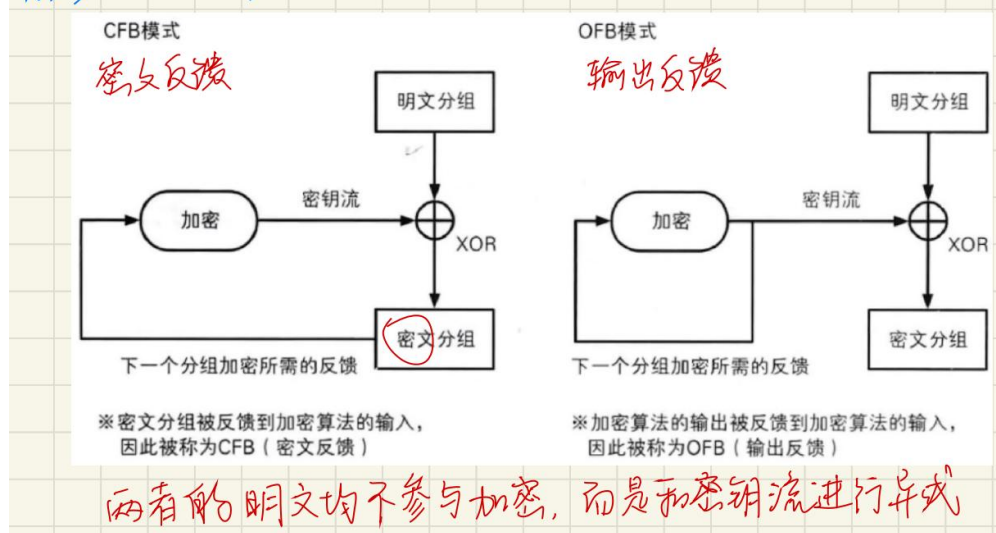 CFB模式
密文反馈
明文分组
加密
密钥流
XOR
密文分组
下一个分组加密所需的反馈
※密文分组被反馈到加密算法的输入，
因此被称为CFB（密文反馈）
OFB模式
输出反馈
明文分组
加密
密钥流
XOR
密文分组
下一个分组加密所需的反馈
※加密算法的输出被反馈到加密算法的输入，
因此被称为OFB（输出反馈）
两者的明文均不参与加密，而是和密钥流进行异或